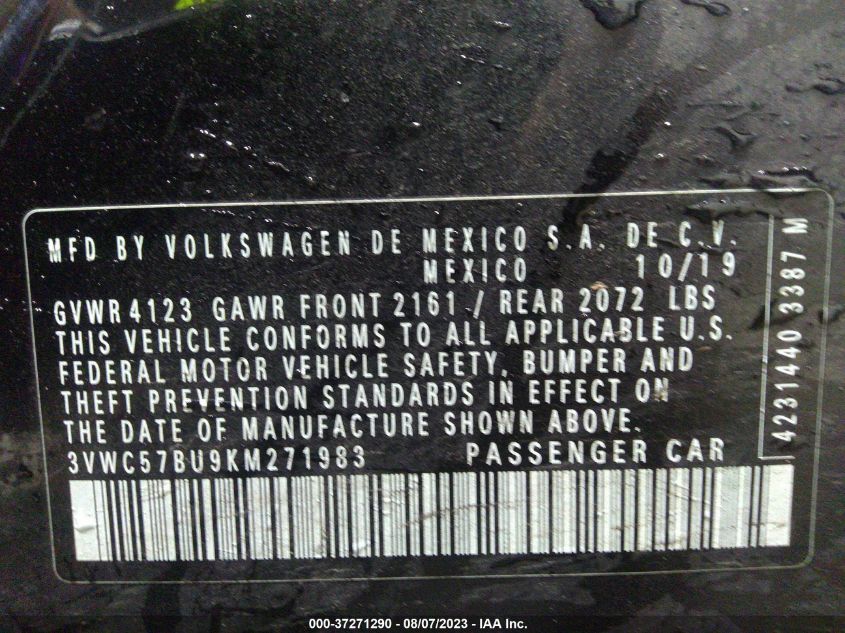 MFD BY VOLKSWAGEN DE MEXICO S.A. DE C.V.
MEXICO 10/19
GVWR 4123 GAWR FRONT 2161 / REAR 2072 LBS
THIS VEHICLE CONFORMS TO ALL APPLICABLE U.S.
FEDERAL MOTOR VEHICLE SAFETY, BUMPER AND
THEFT PREVENTION STANDARDS IN EFFECT ON
THE DATE OF MANUFACTURE SHOWN ABOVE.
3VWC57BU9KM271983 PASSENGER CAR
4231440 3387 M
000-37271290 - 08/07/2023 - IAA Inc.